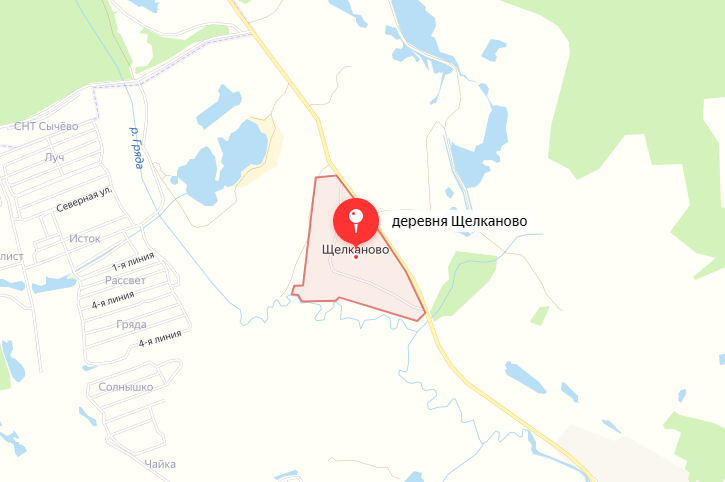 СНТ Сычёво
р. Гряда
Луч
Северная ул.
деревня Щелканово
Исток
Щелканово
лист
1-я линия
Рассвет
4-я линия
Гряда
4-я линия
Солнышко
Чайка